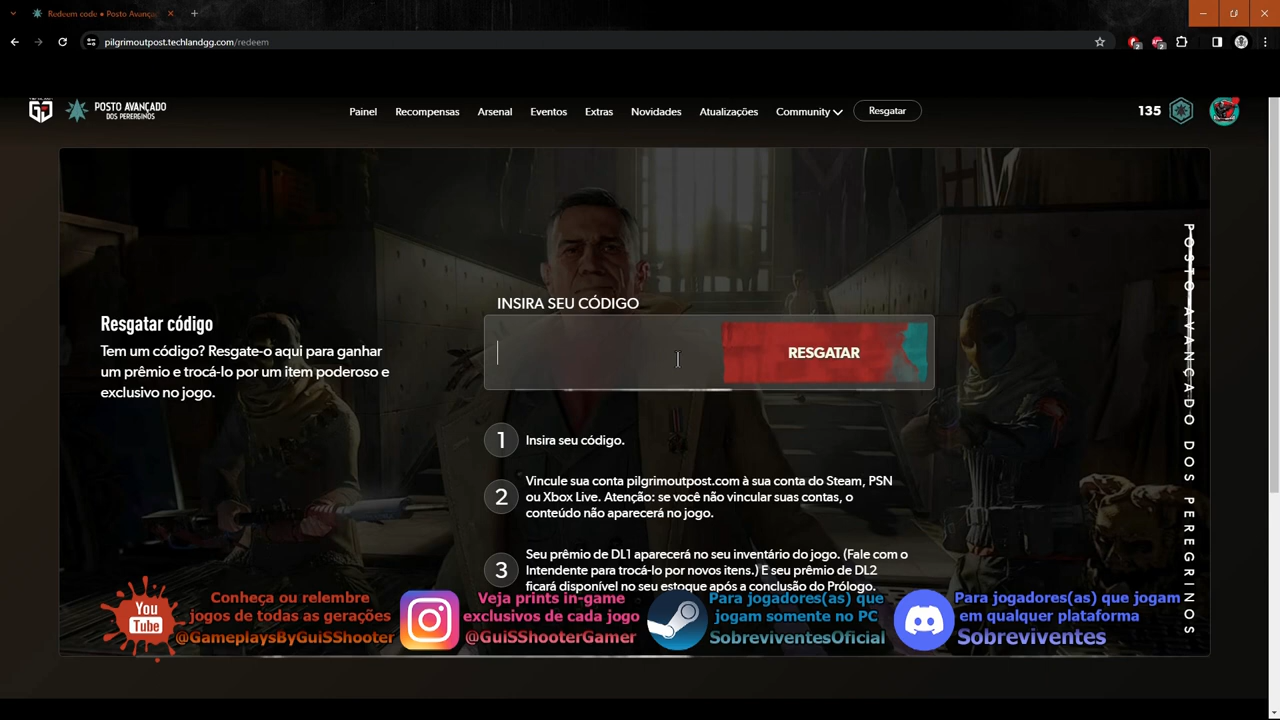 Redeem code • Posto Avanç
pilgrimoutpost.techlandgg.com/redeem
GG
POSTO AVANÇADO
DOS PEREGRINOS
Painel
Recompensas
Arsenal
Eventos
Extras
Novidades
Atualizações
Community
Resgatar
135
Resgatar código
Tem um código? Resgate-o aqui para ganhar
um prêmio e trocá-lo por um item poderoso e
exclusivo no jogo.
INSIRA SEU CÓDIGO
RESGATAR
1
Insira seu código.
2
Vincule sua conta pilgrimoutpost.com à sua conta do Steam, PSN
ou Xbox Live. Atenção: se você não vincular suas contas, o
conteúdo não aparecerá no jogo.
3
Seu prêmio de DL1 aparecerá no seu inventário do jogo. (Fale com o
Intendente para trocá-lo por novos itens.) E seu prêmio de DL2
ficará disponível no seu estoque após a conclusão do Prólogo.
POSTO AVANÇADO DOS PEREGRINOS
You
Tube
Conheça ou relembre
jogos de todas as gerações
@GameplaysByGuiSShooter
Veja prints in-game
exclusivos de cada jogo
@GuiSShooterGamer
Para jogadores(as) que
jogam somente no PC
SobreviventesOficial
Para jogadores(as) que jogam
em qualquer plataforma
Sobreviventes